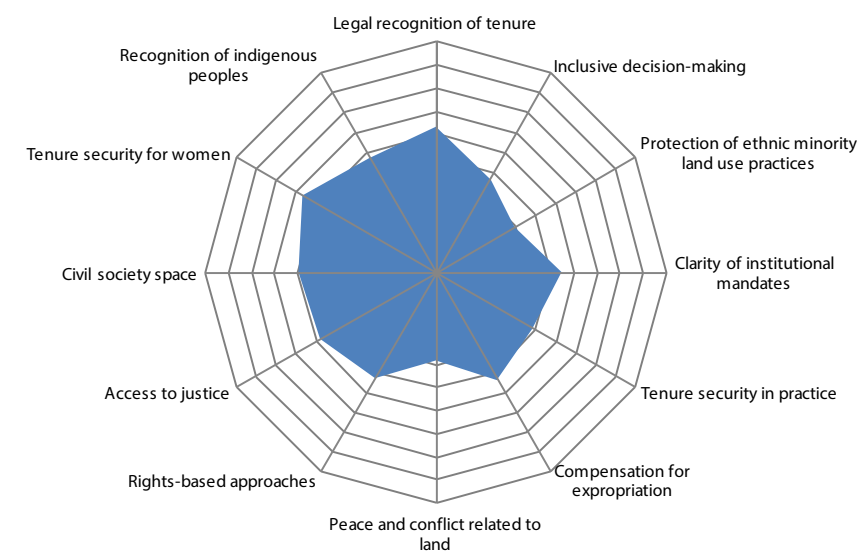 Legal recognition of tenure
Inclusive decision-making
Protection of ethnic minority
land use practices
Clarity of institutional
mandates
Tenure security in practice
Compensation for
expropriation
Peace and conflict related to
land
Rights-based approaches
Access to justice
Civil society space
Tenure security for women
Recognition of indigenous
peoples